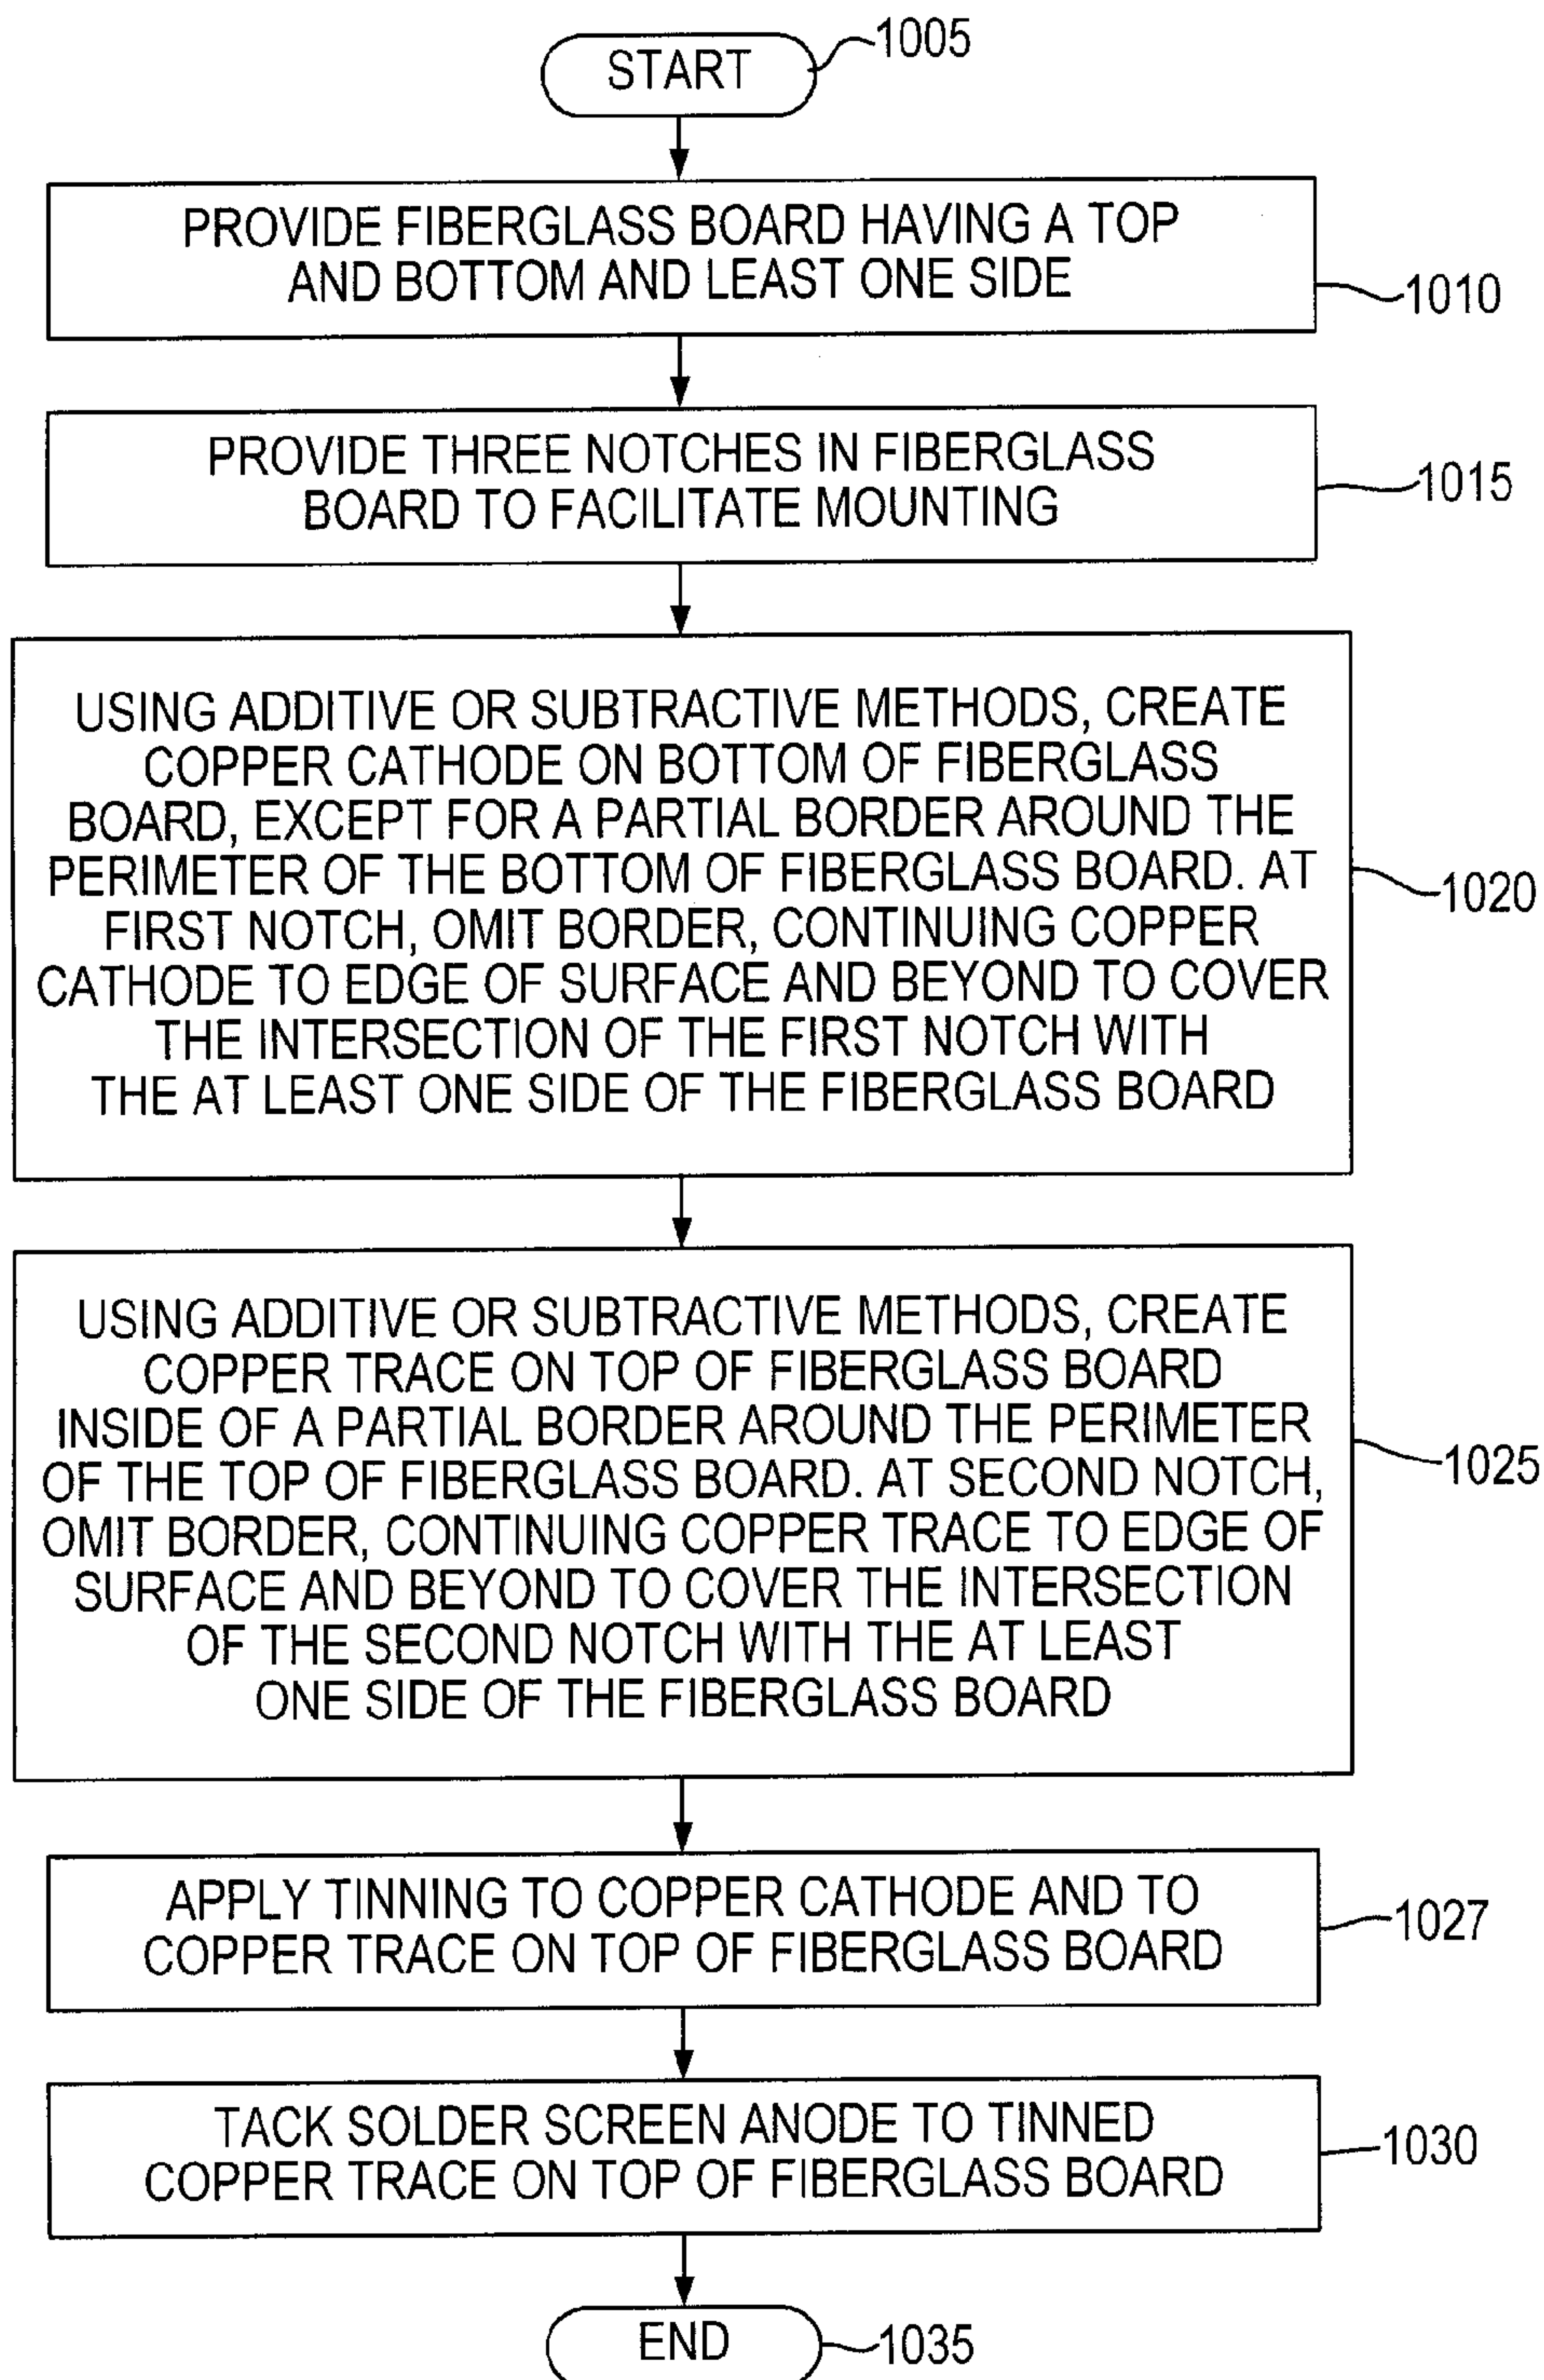 START
1005
PROVIDE FIBERGLASS BOARD HAVING A TOP
AND BOTTOM AND LEAST ONE SIDE
1010
PROVIDE THREE NOTCHES IN FIBERGLASS
BOARD TO FACILITATE MOUNTING
1015
USING ADDITIVE OR SUBTRACTIVE METHODS, CREATE
COPPER CATHODE ON BOTTOM OF FIBERGLASS
BOARD, EXCEPT FOR A PARTIAL BORDER AROUND THE
PERIMETER OF THE BOTTOM OF FIBERGLASS BOARD. AT
FIRST NOTCH, OMIT BORDER, CONTINUING COPPER
CATHODE TO EDGE OF SURFACE AND BEYOND TO COVER
THE INTERSECTION OF THE FIRST NOTCH WITH
THE AT LEAST ONE SIDE OF THE FIBERGLASS BOARD
1020
USING ADDITIVE OR SUBTRACTIVE METHODS, CREATE
COPPER TRACE ON TOP OF FIBERGLASS BOARD
INSIDE OF A PARTIAL BORDER AROUND THE PERIMETER
OF THE TOP OF FIBERGLASS BOARD. AT SECOND NOTCH,
OMIT BORDER, CONTINUING COPPER TRACE TO EDGE OF
SURFACE AND BEYOND TO COVER THE INTERSECTION
OF THE SECOND NOTCH WITH THE AT LEAST
ONE SIDE OF THE FIBERGLASS BOARD
1025
APPLY TINNING TO COPPER CATHODE AND TO
COPPER TRACE ON TOP OF FIBERGLASS BOARD
1027
TACK SOLDER SCREEN ANODE TO TINNED
COPPER TRACE ON TOP OF FIBERGLASS BOARD
1030
END
1035